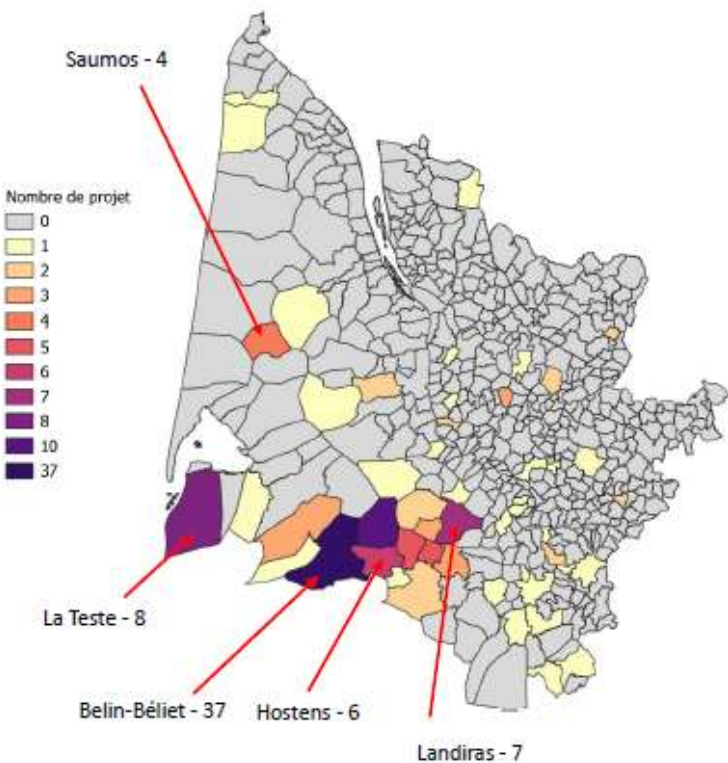 Saumos - 4
Nombre de projet
0
1
2
3
4
5
6
7
8
10
37
La Teste - 8
Belin-Béliet - 37
Hostens - 6
Landiras - 7